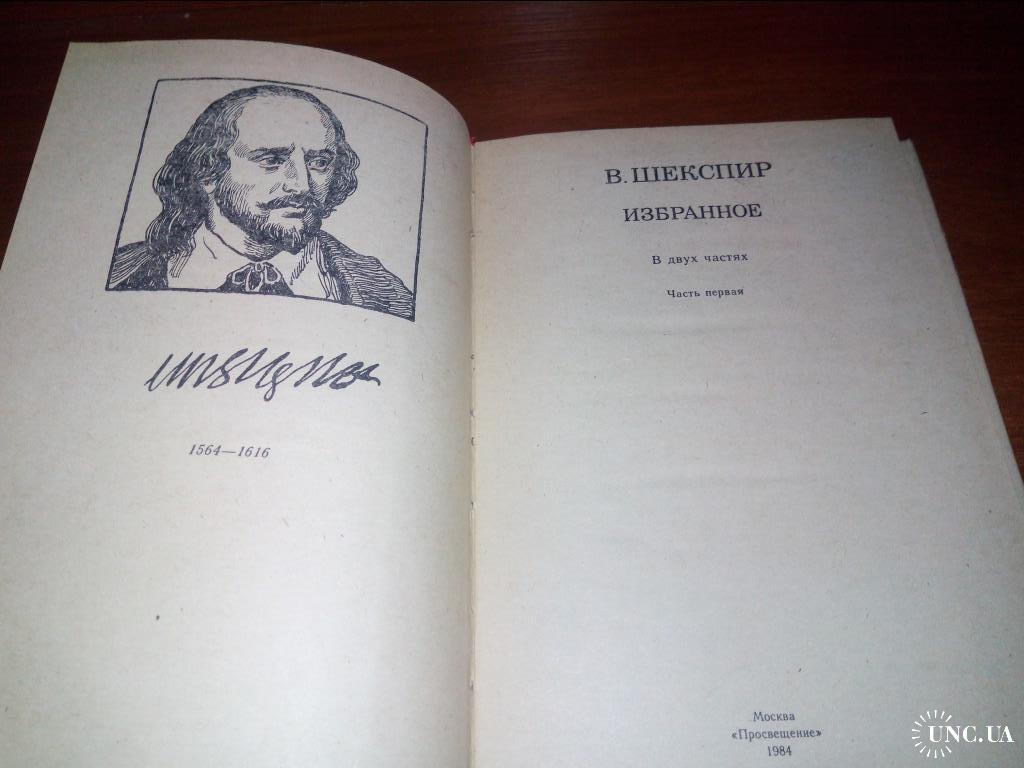 1564—1616
В. ШЕКСПИР
ИЗБРАННОЕ
В двух частях
Часть первая
Москва
«Просвещение»
1984
UNC.UA